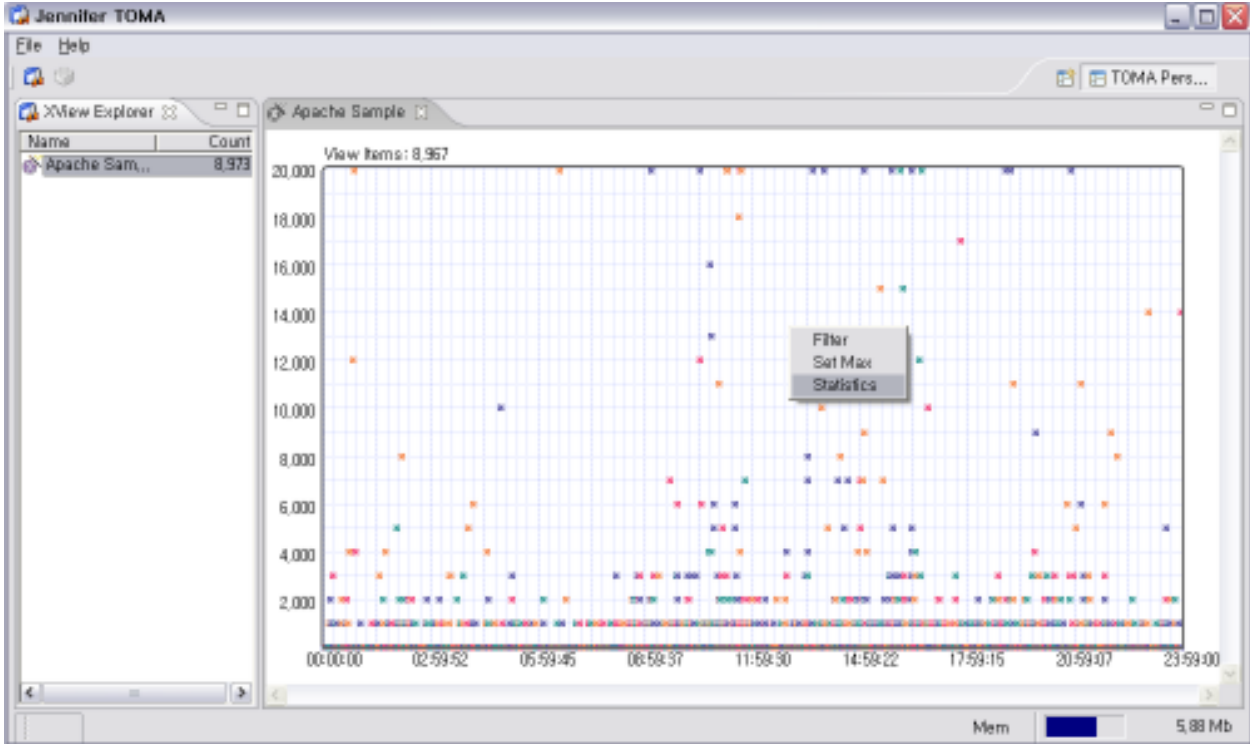 Jennifer TOMA
File Help
TOMA Pers...
XView Explorer
Apache Sample
Name Count
Apache Sam... 8,973
View Items: 8,967
20,000
18,000
16,000
14,000
12,000
10,000
8,000
6,000
4,000
2,000
Filter
Set Max
Statistics
00:00:00 02:59:52 05:59:45 08:59:37 11:59:30 14:59:22 17:59:15 20:59:07 23:59:00
Mem 5,88 Mb